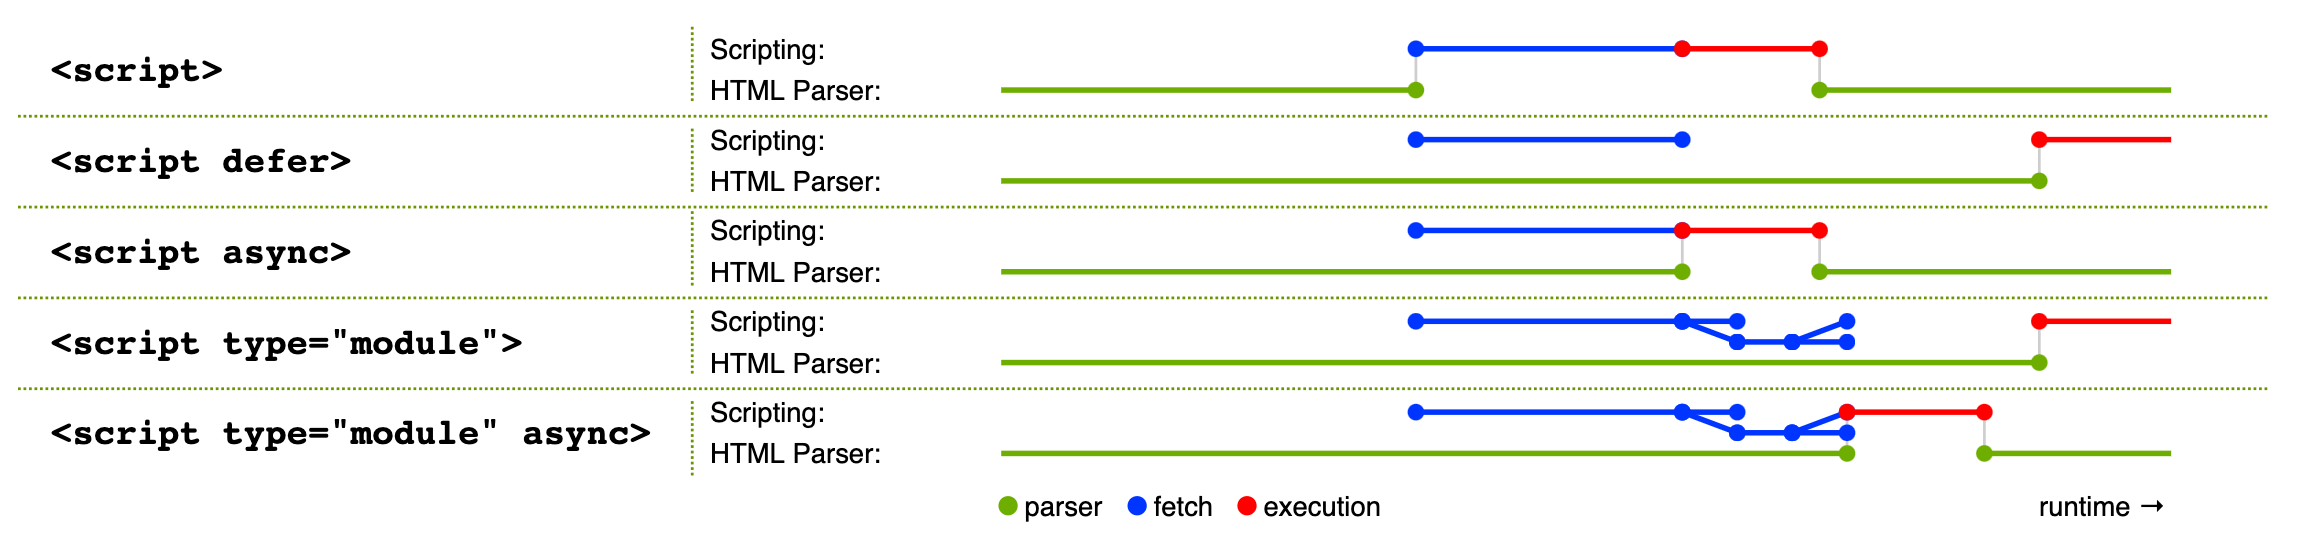 <script>
Scripting:
HTML Parser:
<script defer>
Scripting:
HTML Parser:
<script async>
Scripting:
HTML Parser:
<script type="module">
Scripting:
HTML Parser:
<script type="module" async>
Scripting:
HTML Parser:
parser fetch execution runtime →